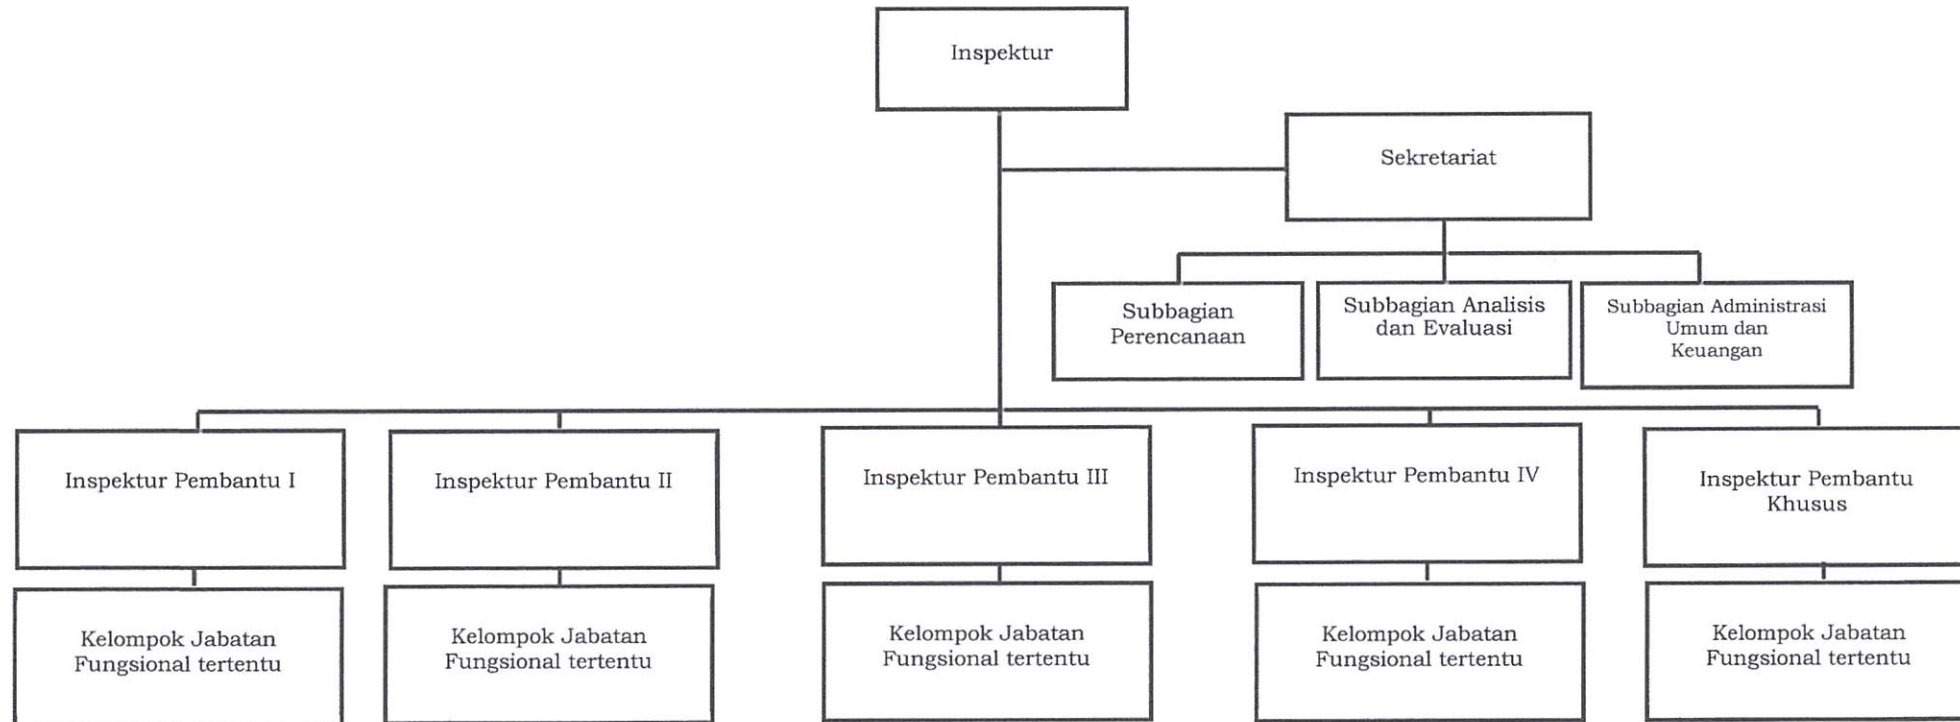 Inspektur
Sekretariat
Subbagian
Perencanaan
Subbagian Analisis
dan Evaluasi
Subbagian Administrasi
Umum dan
Keuangan
Inspektur Pembantu I
Inspektur Pembantu II
Inspektur Pembantu III
Inspektur Pembantu IV
Inspektur Pembantu
Khusus
Kelompok Jabatan
Fungsional tertentu
Kelompok Jabatan
Fungsional tertentu
Kelompok Jabatan
Fungsional tertentu
Kelompok Jabatan
Fungsional tertentu
Kelompok Jabatan
Fungsional tertentu